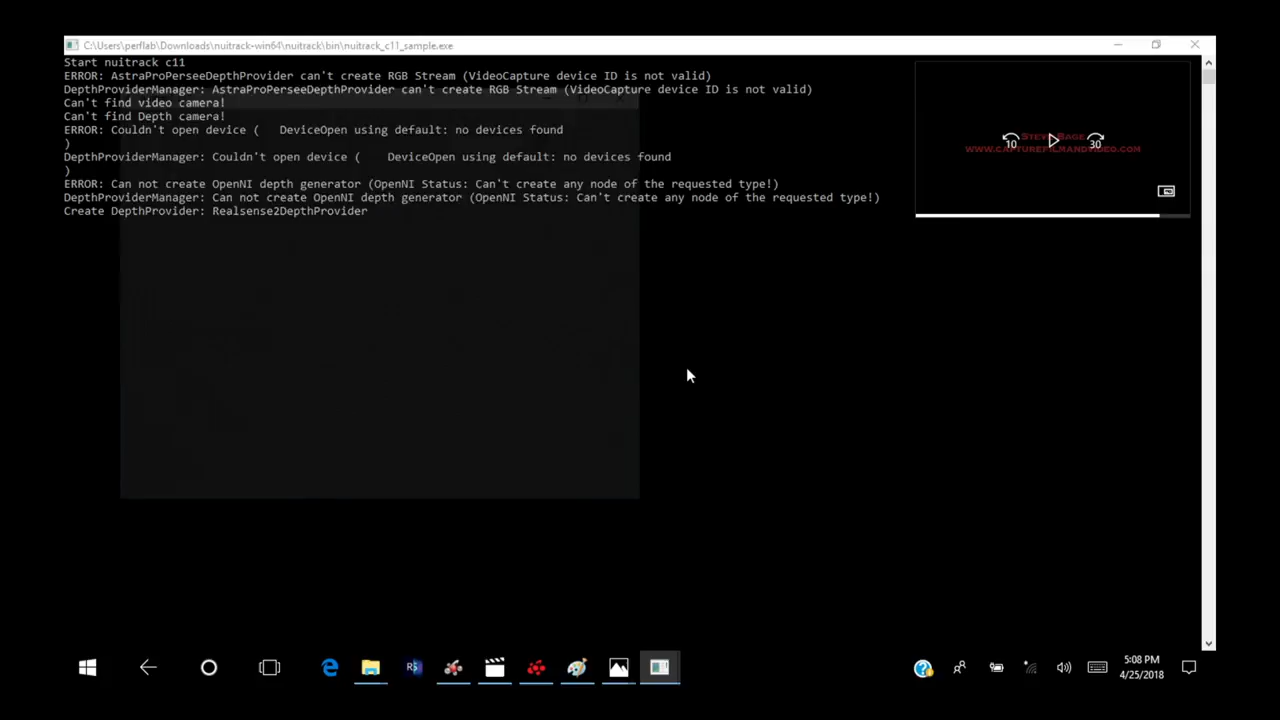 C:\Users\perflab\Downloads\nuitrack-win64\nuitrack\bin\nuitrack_c11_sample.exe
Start nuitrack c11
ERROR: AstraProPerseeDepthProvider can't create RGB Stream (VideoCapture device ID is not valid)
DepthProviderManager: AstraProPerseeDepthProvider can't create RGB Stream (VideoCapture device ID is not valid)
Can't find video camera!
Can't find Depth camera!
ERROR: Couldn't open device (   DeviceOpen using default: no devices found
)
DepthProviderManager: Couldn't open device (    DeviceOpen using default: no devices found
)
ERROR: Can not create OpenNI depth generator (OpenNI Status: Can't create any node of the requested type!)
DepthProviderManager: Can not create OpenNI depth generator (OpenNI Status: Can't create any node of the requested type!)
Create DepthProvider: Realsense2DepthProvider
10
30
WWW.CAPTUREFILMANDVIDEO.COM
RS
5:08 PM
4/25/2018